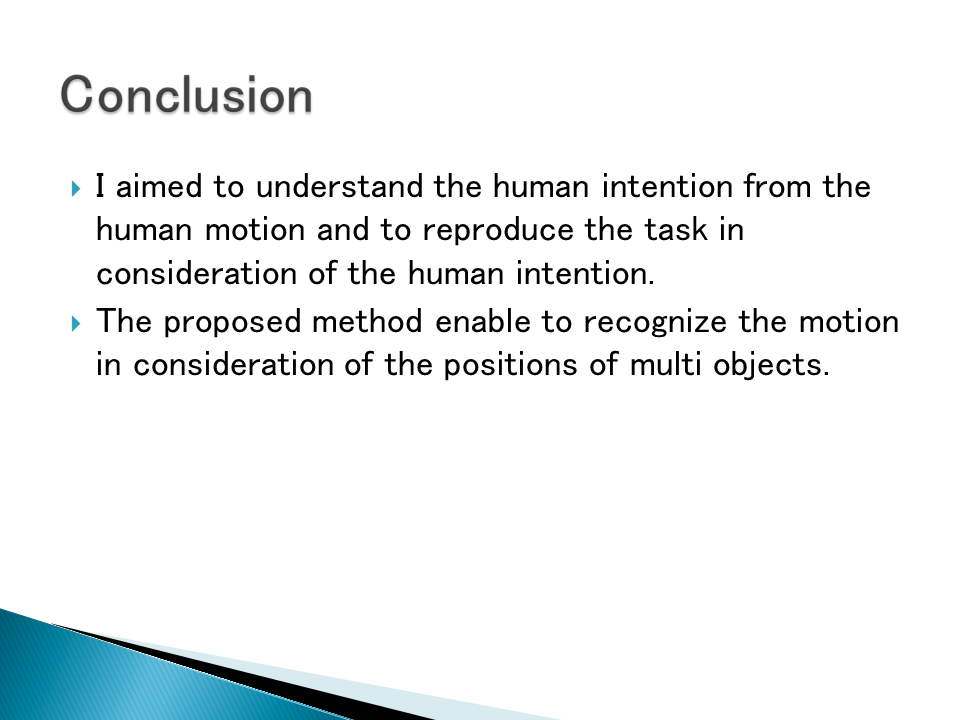 Conclusion
I aimed to understand the human intention from the
human motion and to reproduce the task in
consideration of the human intention.
The proposed method enable to recognize the motion
in consideration of the positions of multi objects.